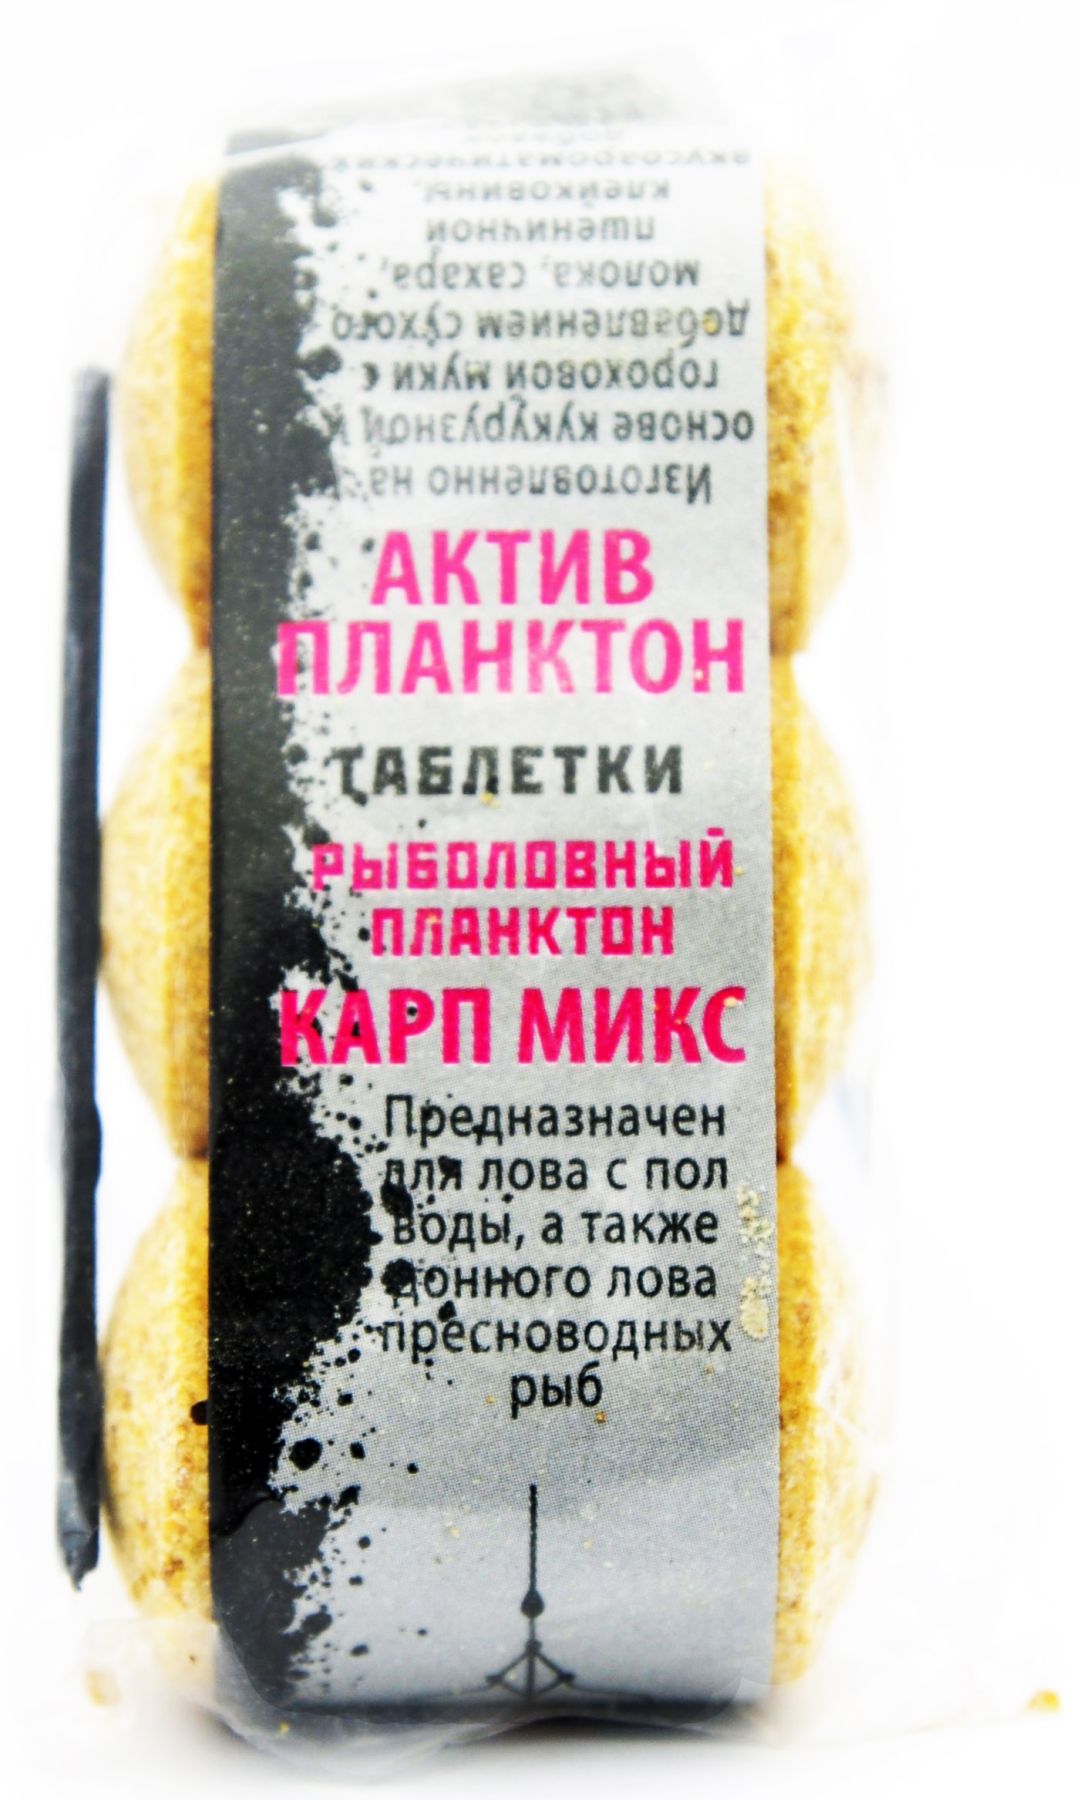 Изготовленно на
основе кукурузной и
гороховой муки с
добавлением сухого
молока, сахара,
пшеничной
клейковины,
вкусоароматических
АКТИВ
ПЛАНКТОН
ТАБЛЕТКИ
РЫБОЛОВНЫЙ
ПЛАНКТОН
КАРП МИКС
Предназначен
для лова с пол
воды, а также
донного лова
пресноводных
рыб